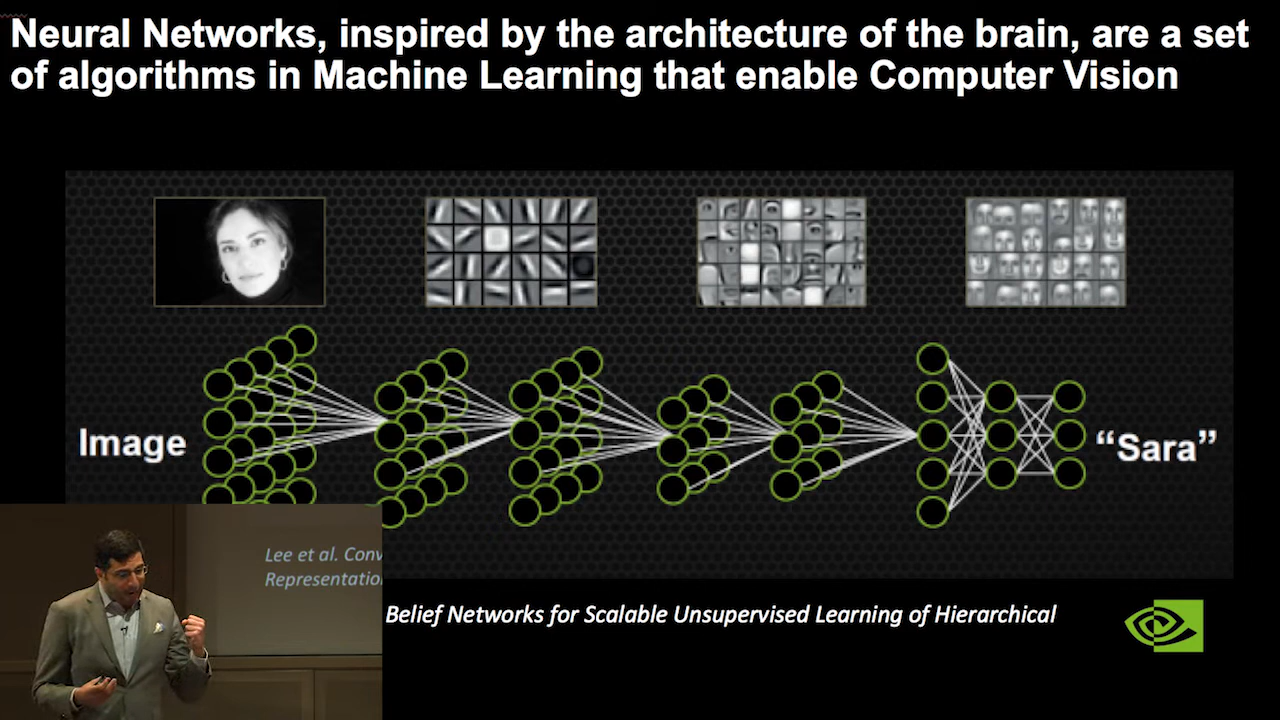 Neural Networks, inspired by the architecture of the brain, are a set
of algorithms in Machine Learning that enable Computer Vision
Image
“Sara”
Lee et al. Conv
Representation
Belief Networks for Scalable Unsupervised Learning of Hierarchical